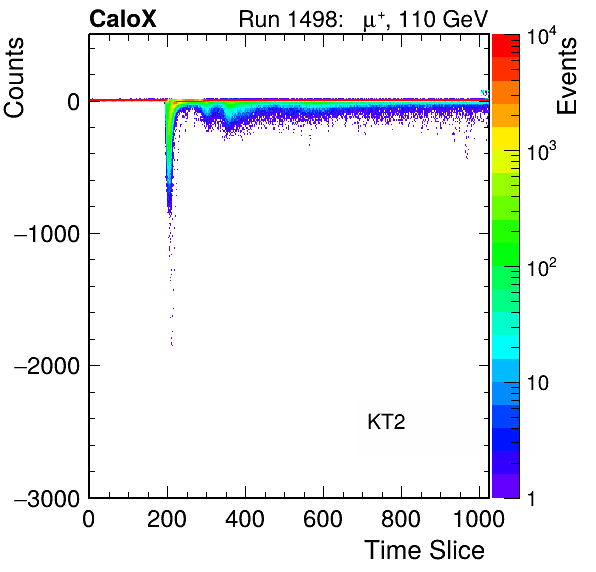 CaloX Run 1498: μ⁺, 110 GeV
Counts
Events
0
−1000
−2000
−3000
0 200 400 600 800 1000
Time Slice
KT2
10⁴
10³
10²
10
1